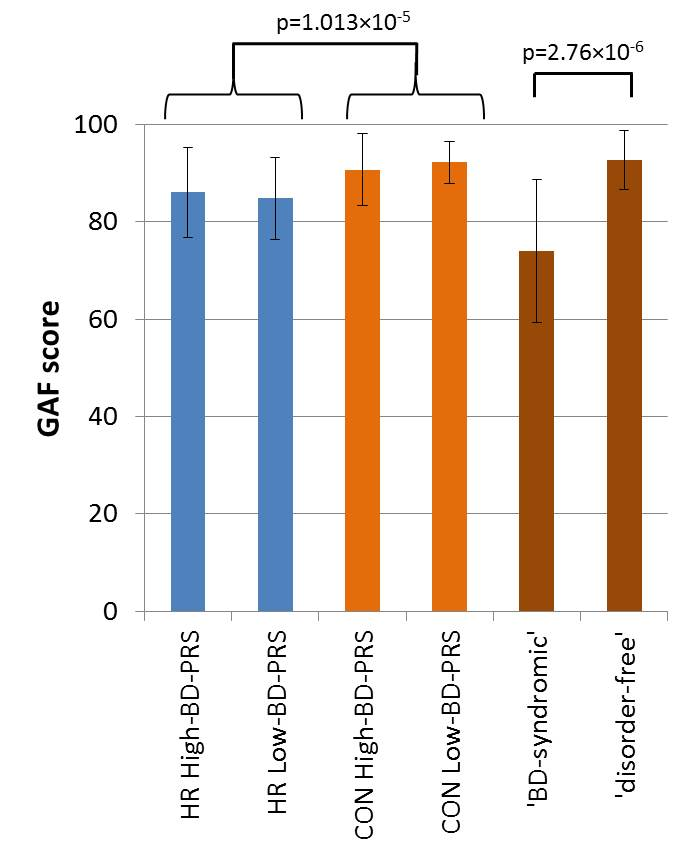 p=1.013×10⁻⁵
p=2.76×10⁻⁶
GAF score
100
80
60
40
20
0
HR High-BD-PRS
HR Low-BD-PRS
CON High-BD-PRS
CON Low-BD-PRS
'BD-syndromic'
'disorder-free'